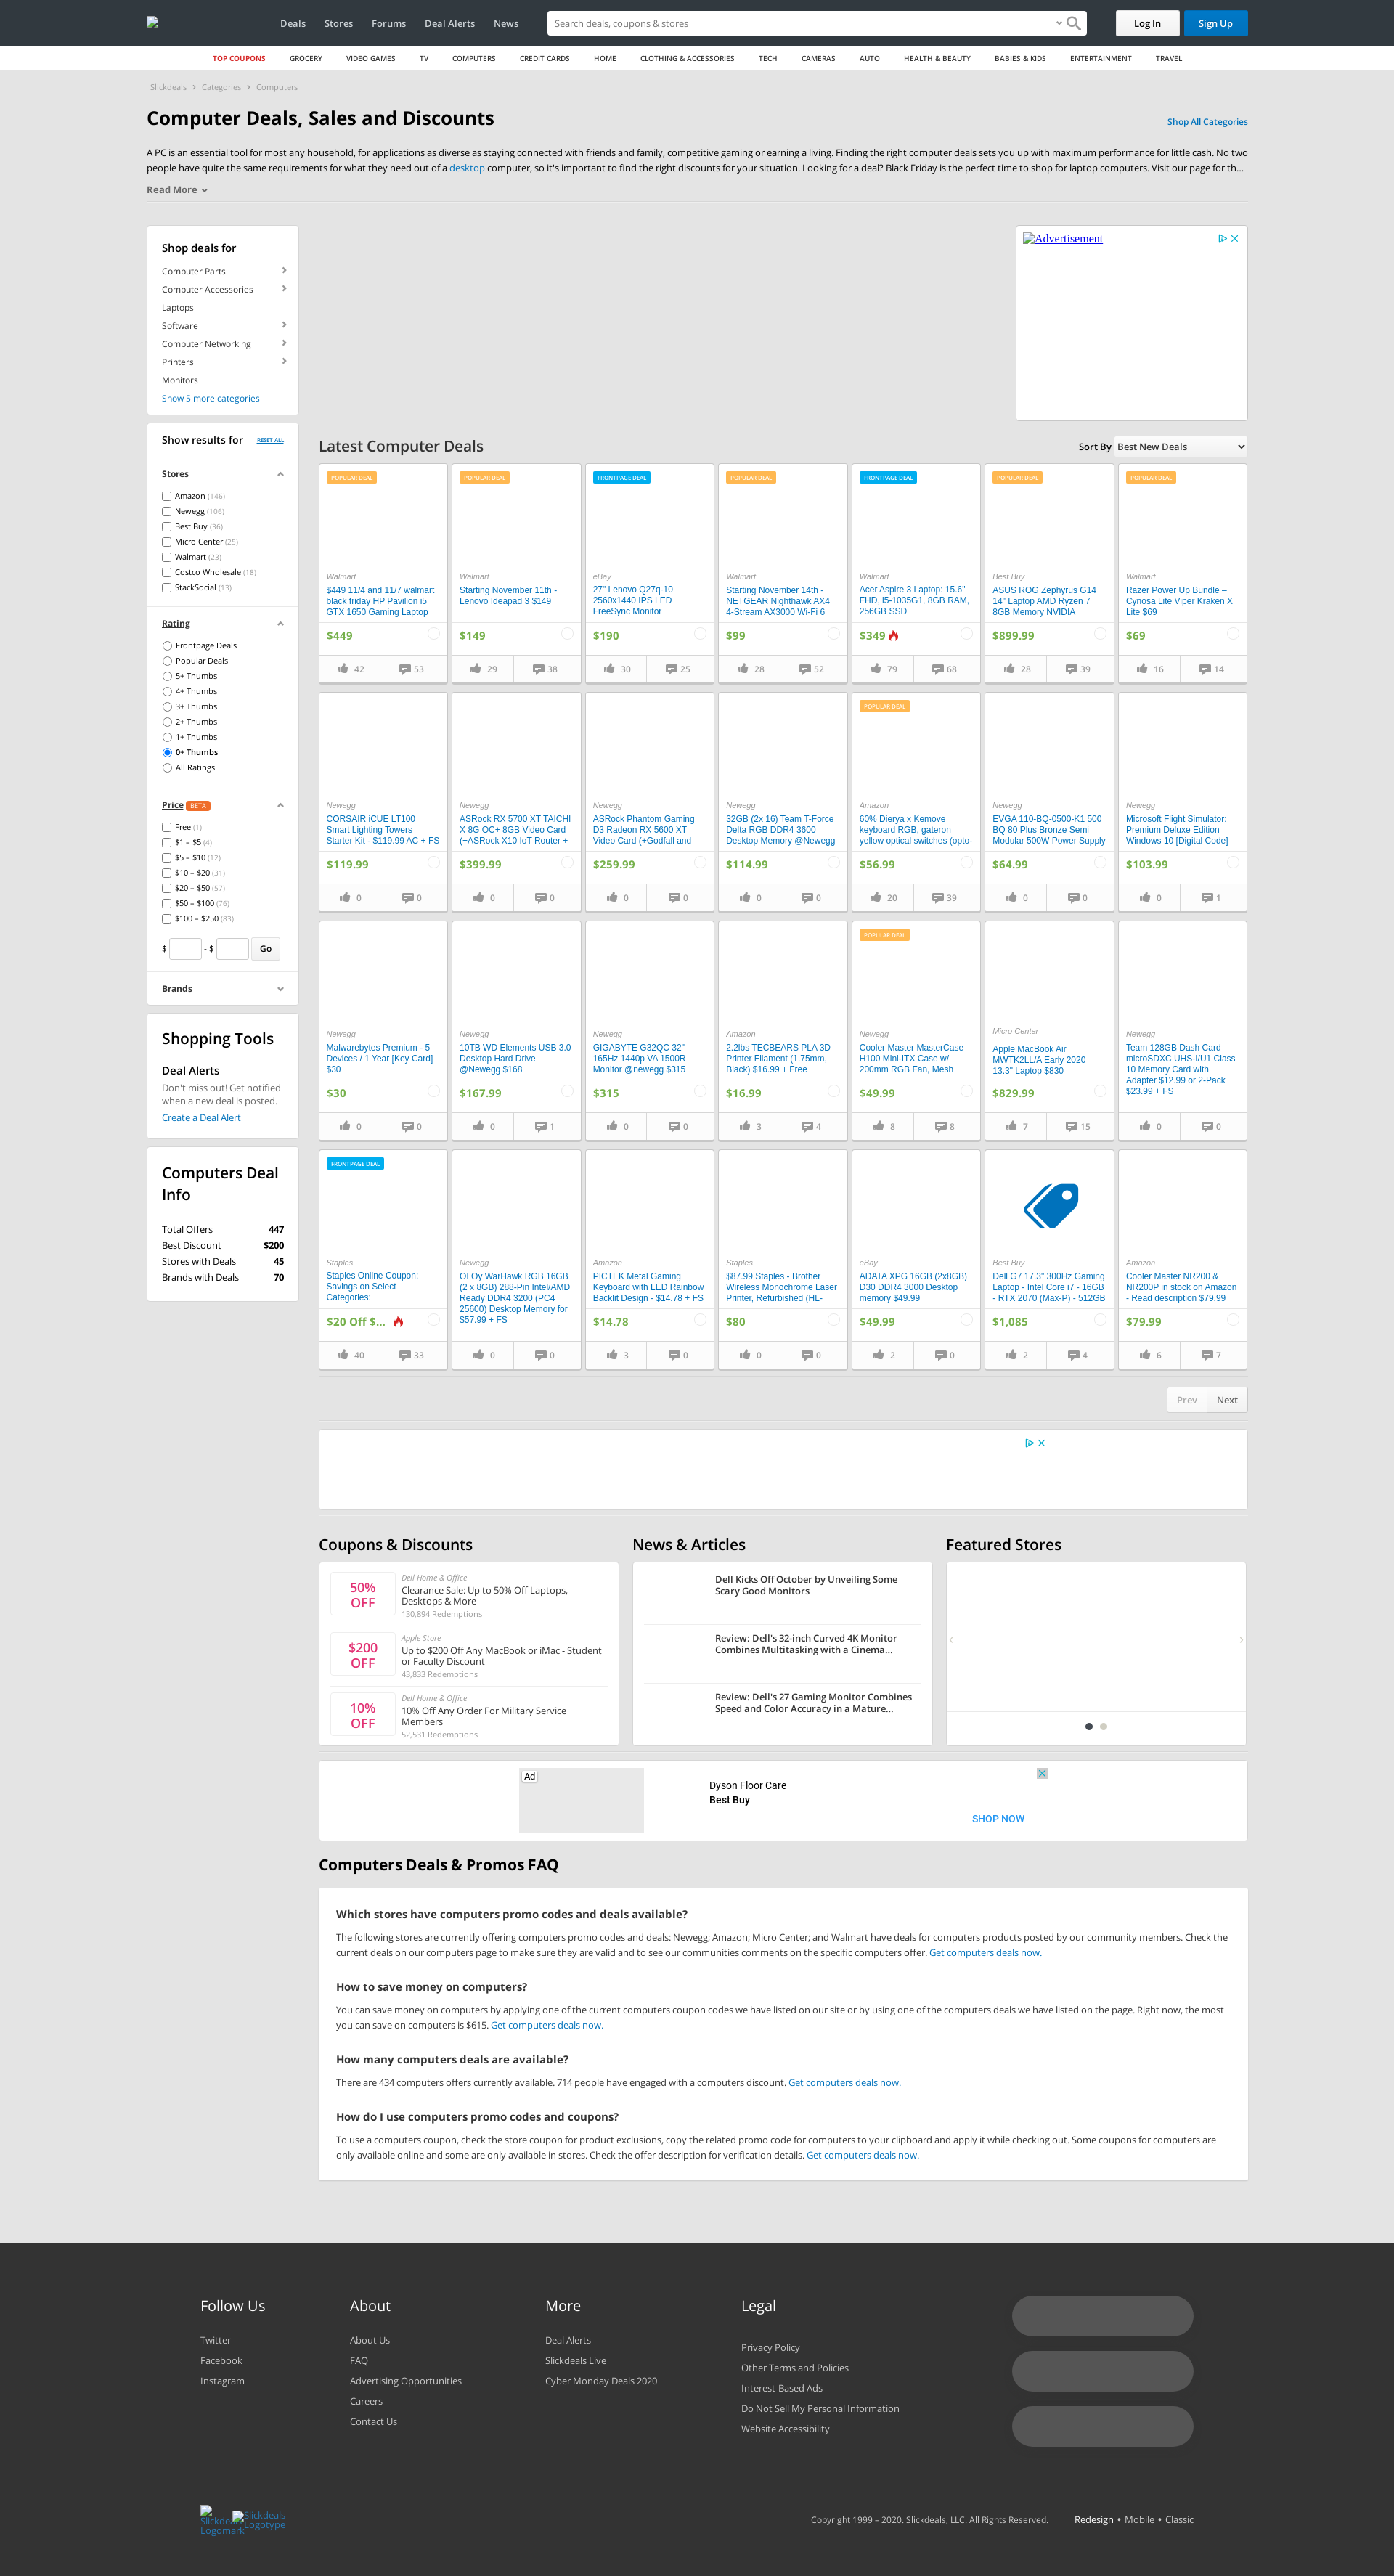 Deals Stores Forums Deal Alerts News
Search deals, coupons & stores
Log In
Sign Up
TOP COUPONS GROCERY VIDEO GAMES TV COMPUTERS CREDIT CARDS HOME CLOTHING & ACCESSORIES TECH CAMERAS AUTO HEALTH & BEAUTY BABIES & KIDS ENTERTAINMENT TRAVEL
Slickdeals › Categories › Computers
Computer Deals, Sales and Discounts
Shop All Categories
A PC is an essential tool for most any household, for applications as diverse as staying connected with friends and family, competitive gaming or earning a living. Finding the right computer deals sets you up with maximum performance for little cash. No two
people have quite the same requirements for what they need out of a desktop computer, so it's important to find the right discounts for your situation. Looking for a deal? Black Friday is the perfect time to shop for laptop computers. Visit our page for th...
Read More
Shop deals for
Computer Parts
Computer Accessories
Laptops
Software
Computer Networking
Printers
Monitors
Show 5 more categories
Show results for RESET ALL
Stores
Amazon (146)
Newegg (106)
Best Buy (36)
Micro Center (25)
Walmart (23)
Costco Wholesale (18)
StackSocial (13)
Rating
Frontpage Deals
Popular Deals
5+ Thumbs
4+ Thumbs
3+ Thumbs
2+ Thumbs
1+ Thumbs
0+ Thumbs
All Ratings
Price BETA
Free (1)
$1 – $5 (4)
$5 – $10 (12)
$10 – $20 (31)
$20 – $50 (57)
$50 – $100 (76)
$100 – $250 (83)
$ - $ Go
Brands
Shopping Tools
Deal Alerts
Don't miss out! Get notified
when a new deal is posted.
Create a Deal Alert
Computers Deal
Info
Total Offers 447
Best Discount $200
Stores with Deals 45
Brands with Deals 70
Advertisement
Latest Computer Deals
Sort By Best New Deals
POPULAR DEAL
Walmart
$449 11/4 and 11/7 walmart
black friday HP Pavilion i5
GTX 1650 Gaming Laptop
$449
42 53
POPULAR DEAL
Walmart
Starting November 11th -
Lenovo Ideapad 3 $149
$149
29 38
FRONTPAGE DEAL
eBay
27" Lenovo Q27q-10
2560x1440 IPS LED
FreeSync Monitor
$190
30 25
POPULAR DEAL
Walmart
Starting November 14th -
NETGEAR Nighthawk AX4
4-Stream AX3000 Wi-Fi 6
$99
28 52
FRONTPAGE DEAL
Walmart
Acer Aspire 3 Laptop: 15.6"
FHD, i5-1035G1, 8GB RAM,
256GB SSD
$349
79 68
POPULAR DEAL
Best Buy
ASUS ROG Zephyrus G14
14" Laptop AMD Ryzen 7
8GB Memory NVIDIA
$899.99
28 39
POPULAR DEAL
Walmart
Razer Power Up Bundle –
Cynosa Lite Viper Kraken X
Lite $69
$69
16 14
Newegg
CORSAIR iCUE LT100
Smart Lighting Towers
Starter Kit - $119.99 AC + FS
$119.99
0 0
Newegg
ASRock RX 5700 XT TAICHI
X 8G OC+ 8GB Video Card
(+ASRock X10 IoT Router +
$399.99
0 0
Newegg
ASRock Phantom Gaming
D3 Radeon RX 5600 XT
Video Card (+Godfall and
$259.99
0 0
Newegg
32GB (2x 16) Team T-Force
Delta RGB DDR4 3600
Desktop Memory @Newegg
$114.99
0 0
POPULAR DEAL
Amazon
60% Dierya x Kemove
keyboard RGB, gateron
yellow optical switches (opto-
$56.99
20 39
Newegg
EVGA 110-BQ-0500-K1 500
BQ 80 Plus Bronze Semi
Modular 500W Power Supply
$64.99
0 0
Newegg
Microsoft Flight Simulator:
Premium Deluxe Edition
Windows 10 [Digital Code]
$103.99
0 1
Newegg
Malwarebytes Premium - 5
Devices / 1 Year [Key Card]
$30
$30
0 0
Newegg
10TB WD Elements USB 3.0
Desktop Hard Drive
@Newegg $168
$167.99
0 1
Newegg
GIGABYTE G32QC 32"
165Hz 1440p VA 1500R
Monitor @newegg $315
$315
0 0
Amazon
2.2lbs TECBEARS PLA 3D
Printer Filament (1.75mm,
Black) $16.99 + Free
$16.99
3 4
POPULAR DEAL
Newegg
Cooler Master MasterCase
H100 Mini-ITX Case w/
200mm RGB Fan, Mesh
$49.99
8 8
Micro Center
Apple MacBook Air
MWTK2LL/A Early 2020
13.3" Laptop $830
$829.99
7 15
Newegg
Team 128GB Dash Card
microSDXC UHS-I/U1 Class
10 Memory Card with
Adapter $12.99 or 2-Pack
$23.99 + FS
0 0
FRONTPAGE DEAL
Staples
Staples Online Coupon:
Savings on Select
Categories:
$20 Off $...
40 33
Newegg
OLOy WarHawk RGB 16GB
(2 x 8GB) 288-Pin Intel/AMD
Ready DDR4 3200 (PC4
25600) Desktop Memory for
$57.99 + FS
0 0
Amazon
PICTEK Metal Gaming
Keyboard with LED Rainbow
Backlit Design - $14.78 + FS
$14.78
3 0
Staples
$87.99 Staples - Brother
Wireless Monochrome Laser
Printer, Refurbished (HL-
$80
0 0
eBay
ADATA XPG 16GB (2x8GB)
D30 DDR4 3000 Desktop
memory $49.99
$49.99
2 0
Best Buy
Dell G7 17.3" 300Hz Gaming
Laptop - Intel Core i7 - 16GB
- RTX 2070 (Max-P) - 512GB
$1,085
2 4
Amazon
Cooler Master NR200 &
NR200P in stock on Amazon
- Read description $79.99
$79.99
6 7
Prev Next
Coupons & Discounts
50%
OFF
Dell Home & Office
Clearance Sale: Up to 50% Off Laptops,
Desktops & More
130,894 Redemptions
$200
OFF
Apple Store
Up to $200 Off Any MacBook or iMac - Student
or Faculty Discount
43,833 Redemptions
10%
OFF
Dell Home & Office
10% Off Any Order For Military Service
Members
52,531 Redemptions
News & Articles
Dell Kicks Off October by Unveiling Some
Scary Good Monitors
Review: Dell's 32-inch Curved 4K Monitor
Combines Multitasking with a Cinema...
Review: Dell's 27 Gaming Monitor Combines
Speed and Color Accuracy in a Mature...
Featured Stores
Ad
Dyson Floor Care
Best Buy
SHOP NOW
Computers Deals & Promos FAQ
Which stores have computers promo codes and deals available?
The following stores are currently offering computers promo codes and deals: Newegg; Amazon; Micro Center; and Walmart have deals for computers products posted by our community members. Check the
current deals on our computers page to make sure they are valid and to see our communities comments on the specific computers offer. Get computers deals now.
How to save money on computers?
You can save money on computers by applying one of the current computers coupon codes we have listed on our site or by using one of the computers deals we have listed on the page. Right now, the most
you can save on computers is $615. Get computers deals now.
How many computers deals are available?
There are 434 computers offers currently available. 714 people have engaged with a computers discount. Get computers deals now.
How do I use computers promo codes and coupons?
To use a computers coupon, check the store coupon for product exclusions, copy the related promo code for computers to your clipboard and apply it while checking out. Some coupons for computers are
only available online and some are only available in stores. Check the offer description for verification details. Get computers deals now.
Follow Us
Twitter
Facebook
Instagram
About
About Us
FAQ
Advertising Opportunities
Careers
Contact Us
More
Deal Alerts
Slickdeals Live
Cyber Monday Deals 2020
Legal
Privacy Policy
Other Terms and Policies
Interest-Based Ads
Do Not Sell My Personal Information
Website Accessibility
Slickdeals
Logomark
Slickdeals
Logotype
Copyright 1999 – 2020. Slickdeals, LLC. All Rights Reserved.
Redesign • Mobile • Classic